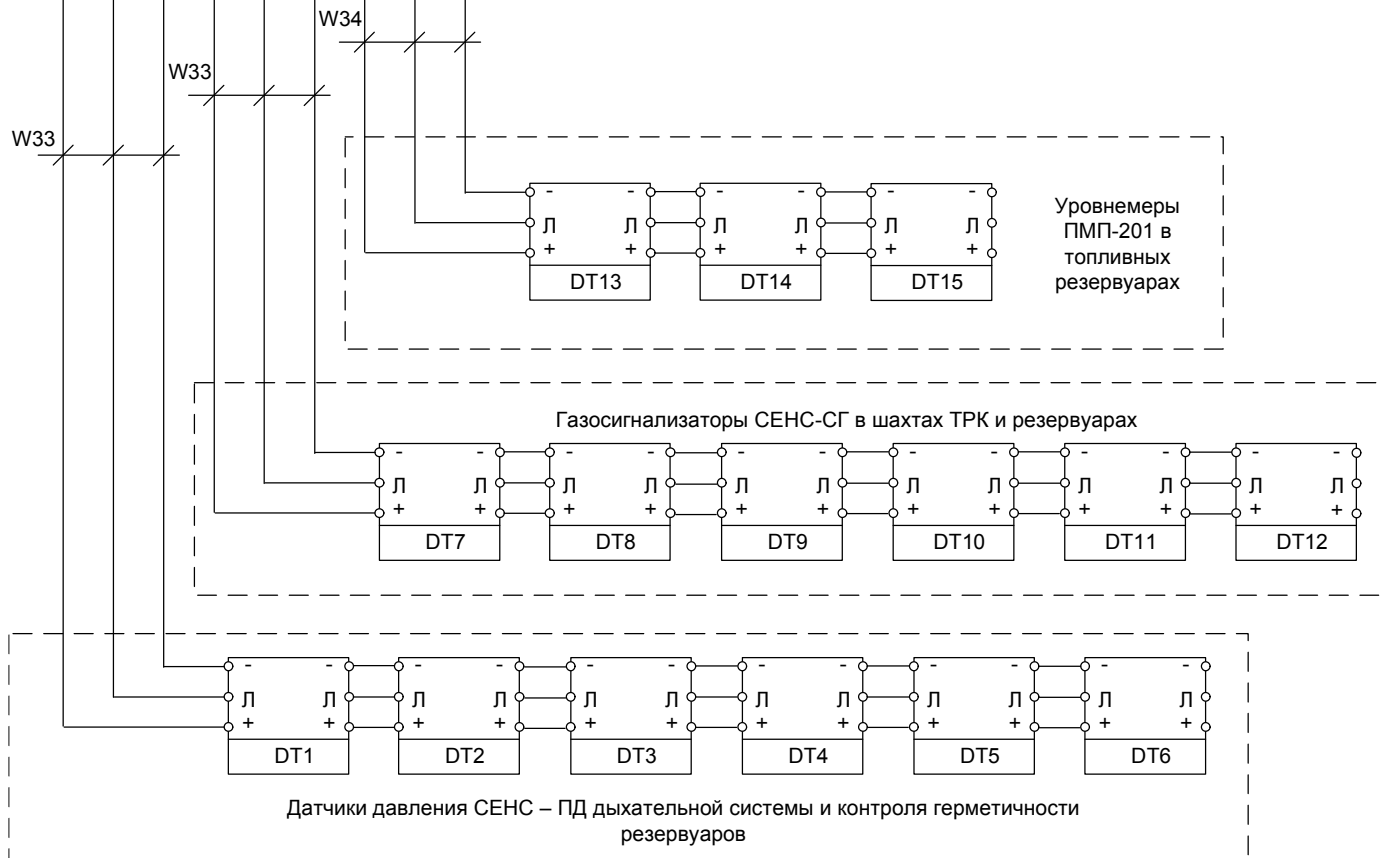 W34
W33
W33
- - - - - -
Л Л Л Л Л Л
+ + + + + +
DT13 DT14 DT15
Уровнемеры
ПМП-201 в
топливных
резервуарах
Газосигнализаторы СЕНС-СГ в шахтах ТРК и резервуарах
- - - - - - - - - - - -
Л Л Л Л Л Л Л Л Л Л Л Л
+ + + + + + + + + + + +
DT7 DT8 DT9 DT10 DT11 DT12
- - - - - - - - - - - -
Л Л Л Л Л Л Л Л Л Л Л Л
+ + + + + + + + + + + +
DT1 DT2 DT3 DT4 DT5 DT6
Датчики давления СЕНС – ПД дыхательной системы и контроля герметичности
резервуаров